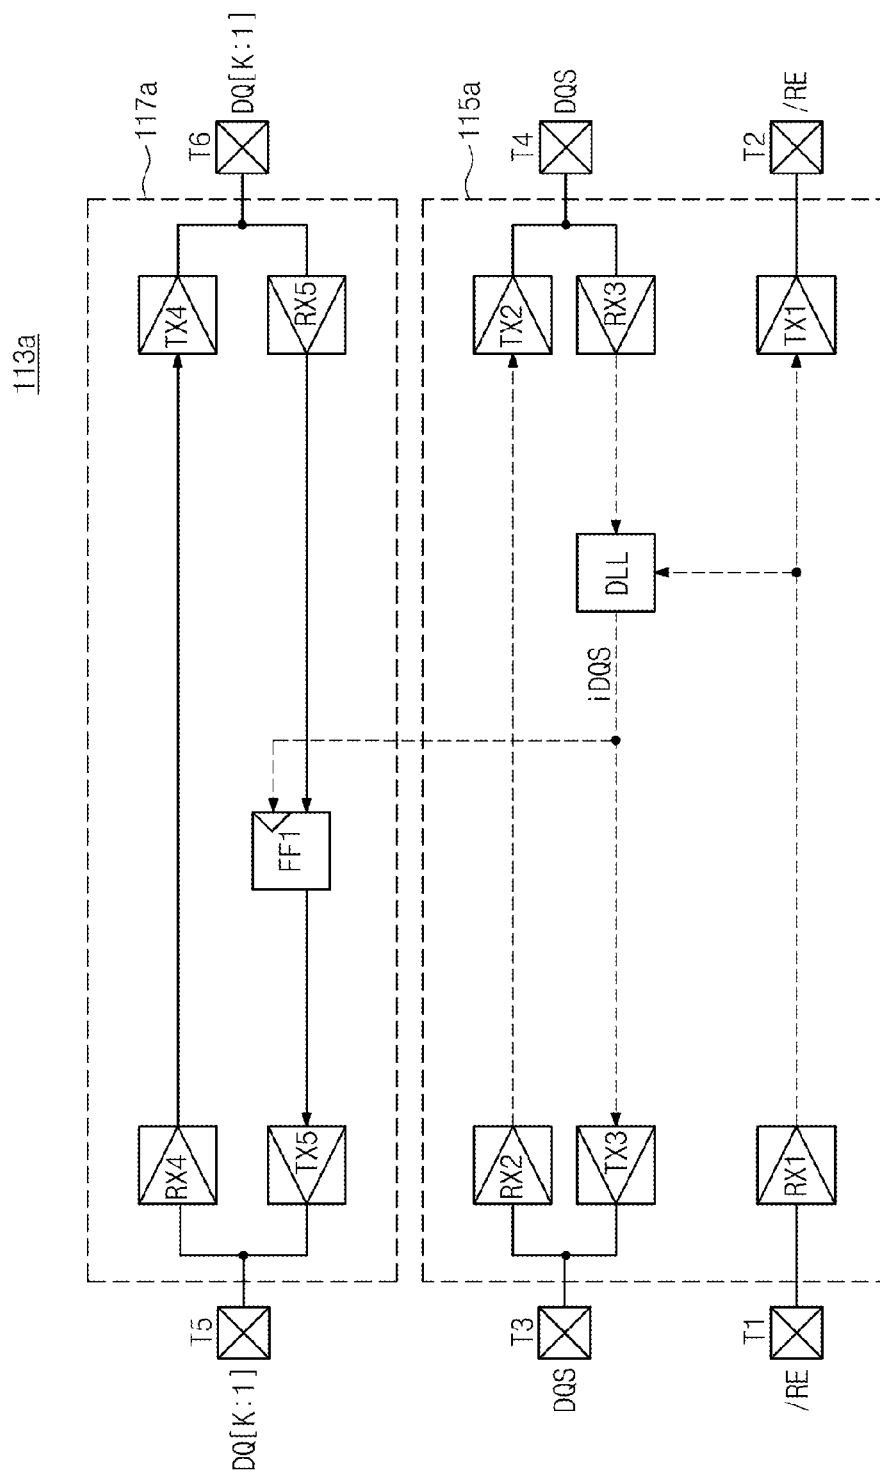 113a
117a
T5
DQ[K:1]
RX4
TX4
T6
DQ[K:1]
TX5
FF1
RX5
115a
T3
DQS
RX2
TX2
T4
DQS
TX3
iDQS
DLL
RX3
T1
/RE
RX1
TX1
T2
/RE